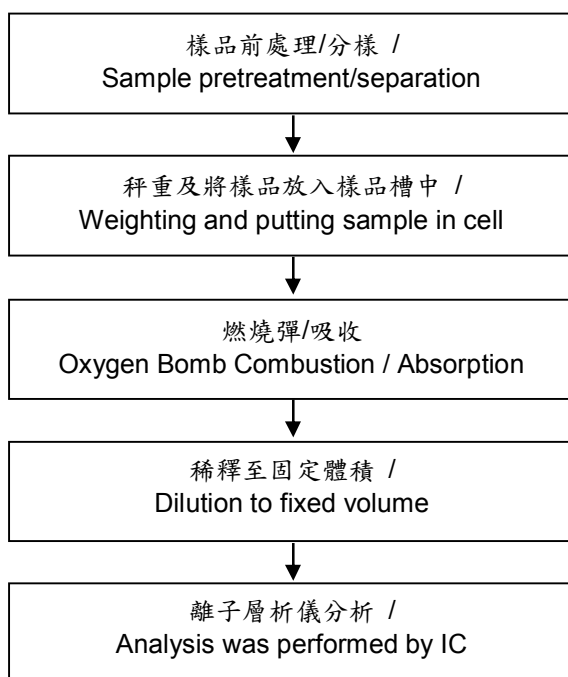 樣品前處理/分樣 /
Sample pretreatment/separation
秤重及將樣品放入樣品槽中 /
Weighting and putting sample in cell
燃燒彈/吸收
Oxygen Bomb Combustion / Absorption
稀釋至固定體積 /
Dilution to fixed volume
離子層析儀分析 /
Analysis was performed by IC